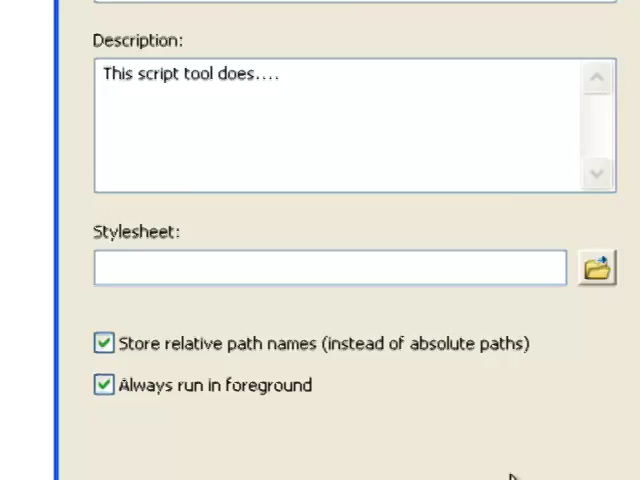 Description:
This script tool does....
Stylesheet:
Store relative path names (instead of absolute paths)
Always run in foreground